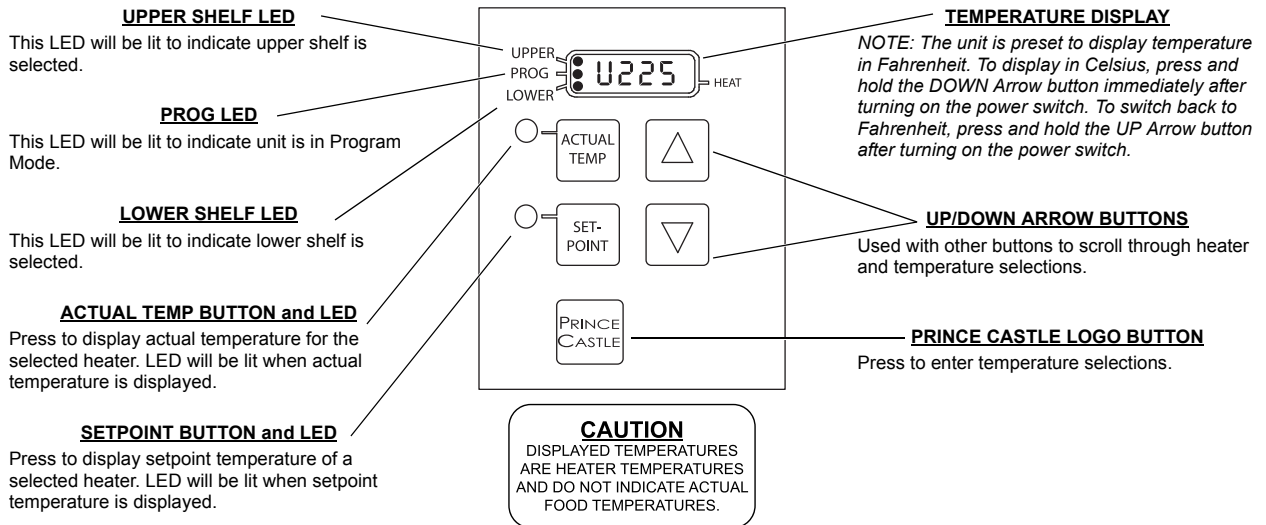 UPPER SHELF LED
This LED will be lit to indicate upper shelf is
selected.
PROG LED
This LED will be lit to indicate unit is in Program
Mode.
LOWER SHELF LED
This LED will be lit to indicate lower shelf is
selected.
ACTUAL TEMP BUTTON and LED
Press to display actual temperature for the
selected heater. LED will be lit when actual
temperature is displayed.
SETPOINT BUTTON and LED
Press to display setpoint temperature of a
selected heater. LED will be lit when setpoint
temperature is displayed.
UPPER
PROG
LOWER
U225
HEAT
ACTUAL
TEMP
SET-
POINT
PRINCE
CASTLE
CAUTION
DISPLAYED TEMPERATURES
ARE HEATER TEMPERATURES
AND DO NOT INDICATE ACTUAL
FOOD TEMPERATURES.
TEMPERATURE DISPLAY
NOTE: The unit is preset to display temperature
in Fahrenheit. To display in Celsius, press and
hold the DOWN Arrow button immediately after
turning on the power switch. To switch back to
Fahrenheit, press and hold the UP Arrow button
after turning on the power switch.
UP/DOWN ARROW BUTTONS
Used with other buttons to scroll through heater
and temperature selections.
PRINCE CASTLE LOGO BUTTON
Press to enter temperature selections.